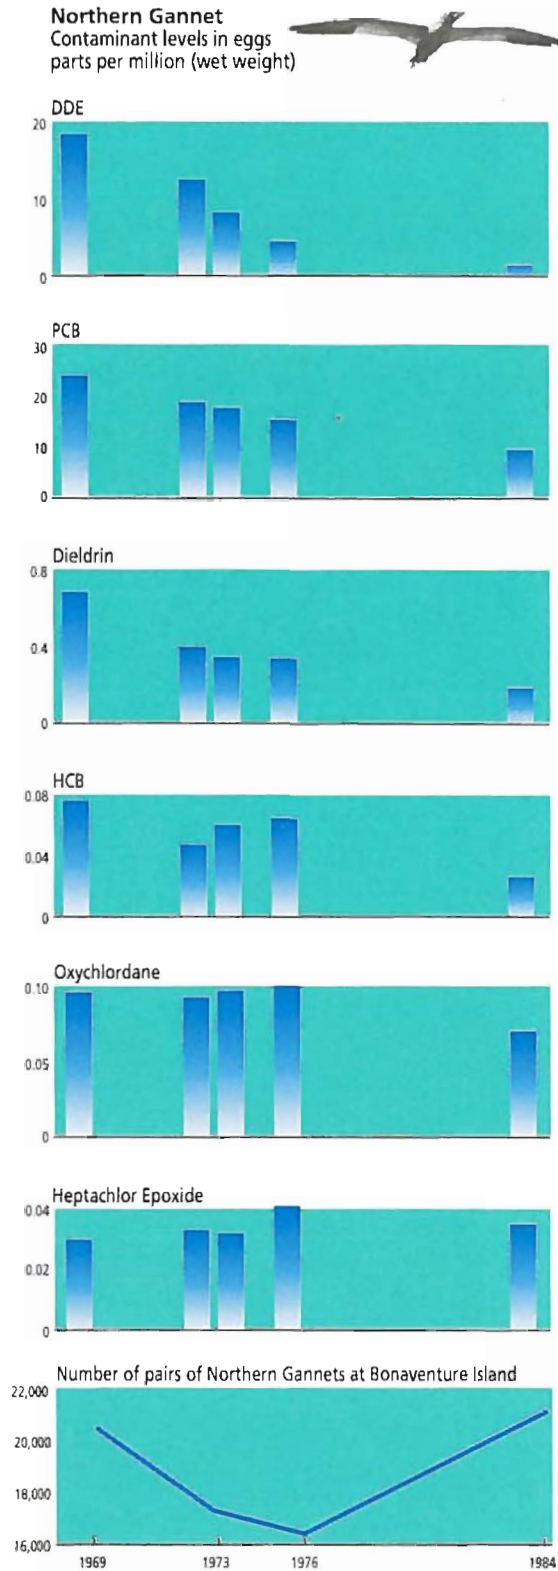 Northern Gannet
Contaminant levels in eggs
parts per million (wet weight)
DDE
20
10
0
PCB
30
20
10
0
Dieldrin
0.8
0.4
0
HCB
0.08
0.04
0
Oxychlordane
0.10
0.05
0
Heptachlor Epoxide
0.04
0.02
0
Number of pairs of Northern Gannets at Bonaventure Island
22,000
20,000
18,000
16,000
1969 1973 1976 1984